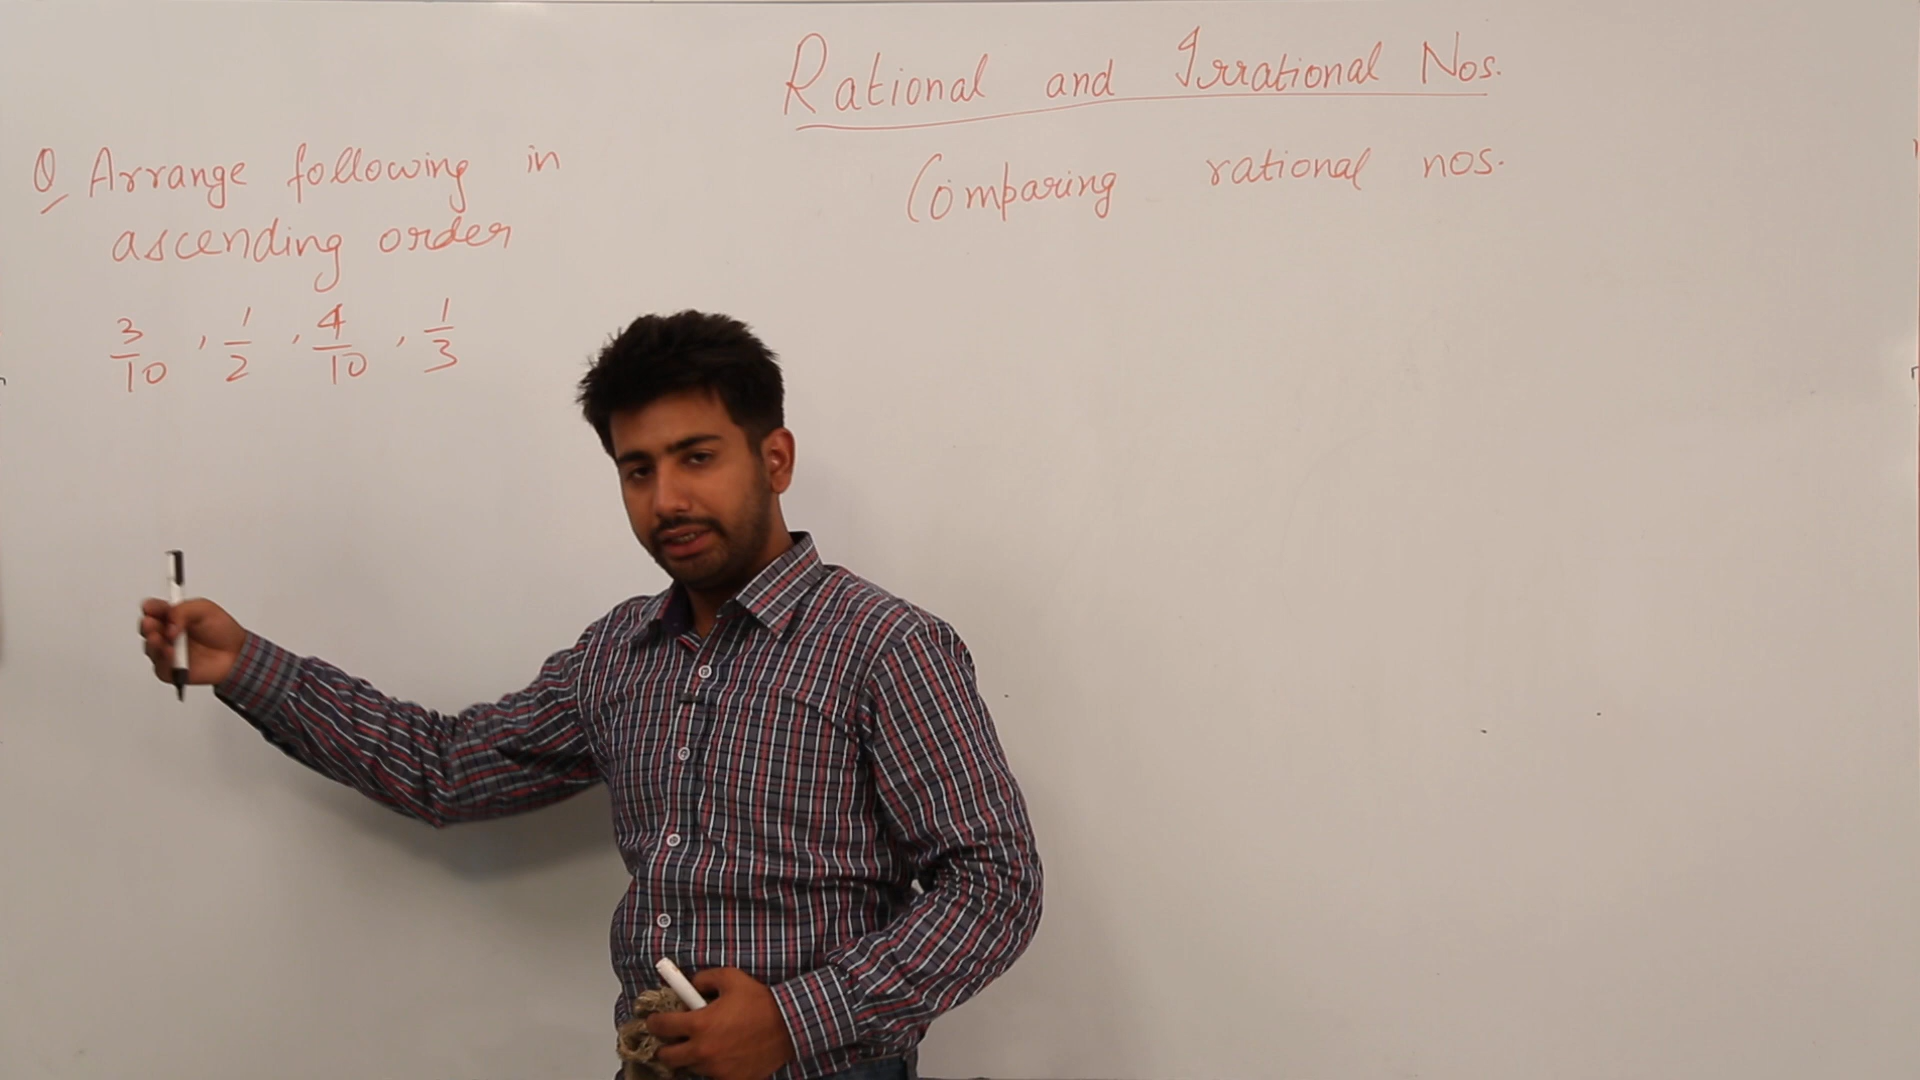 Rational and Irrational Nos.
Comparing rational nos.
Q Arrange following in
ascending order
3/10 , 1/2 , 4/10 , 1/3